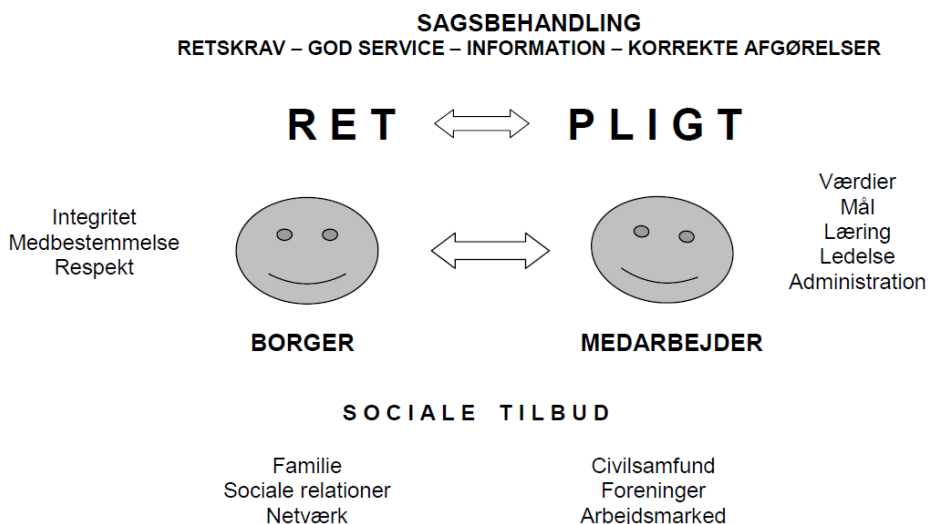 SAGSBEHANDLING
RETSKRAV – GOD SERVICE – INFORMATION – KORREKTE AFGØRELSER
RET PLIGT
Integritet
Medbestemmelse
Respekt
Værdier
Mål
Læring
Ledelse
Administration
BORGER
MEDARBEJDER
SOCIALE TILBUD
Familie
Sociale relationer
Netværk
Civilsamfund
Foreninger
Arbejdsmarked